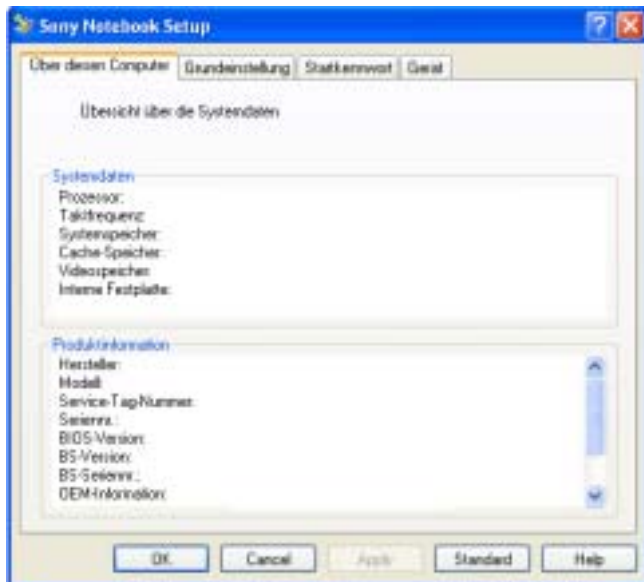 Sony Notebook Setup
Über diesen Computer Grundeinstellung Startkennwort Gerät
Übersicht über die Systemdaten
Systemdaten
Prozessor:
Taktfrequenz
Systemspeicher:
Cache-Speicher:
Videospeicher
Interne Festplatte:
Produktinformation
Hersteller:
Modell
Service-Tag-Nummer:
Seriennr.:
BIOS-Version:
BS-Version:
BS-Seriennr.:
OEM-Information:
OK Cancel Apply Standard Help